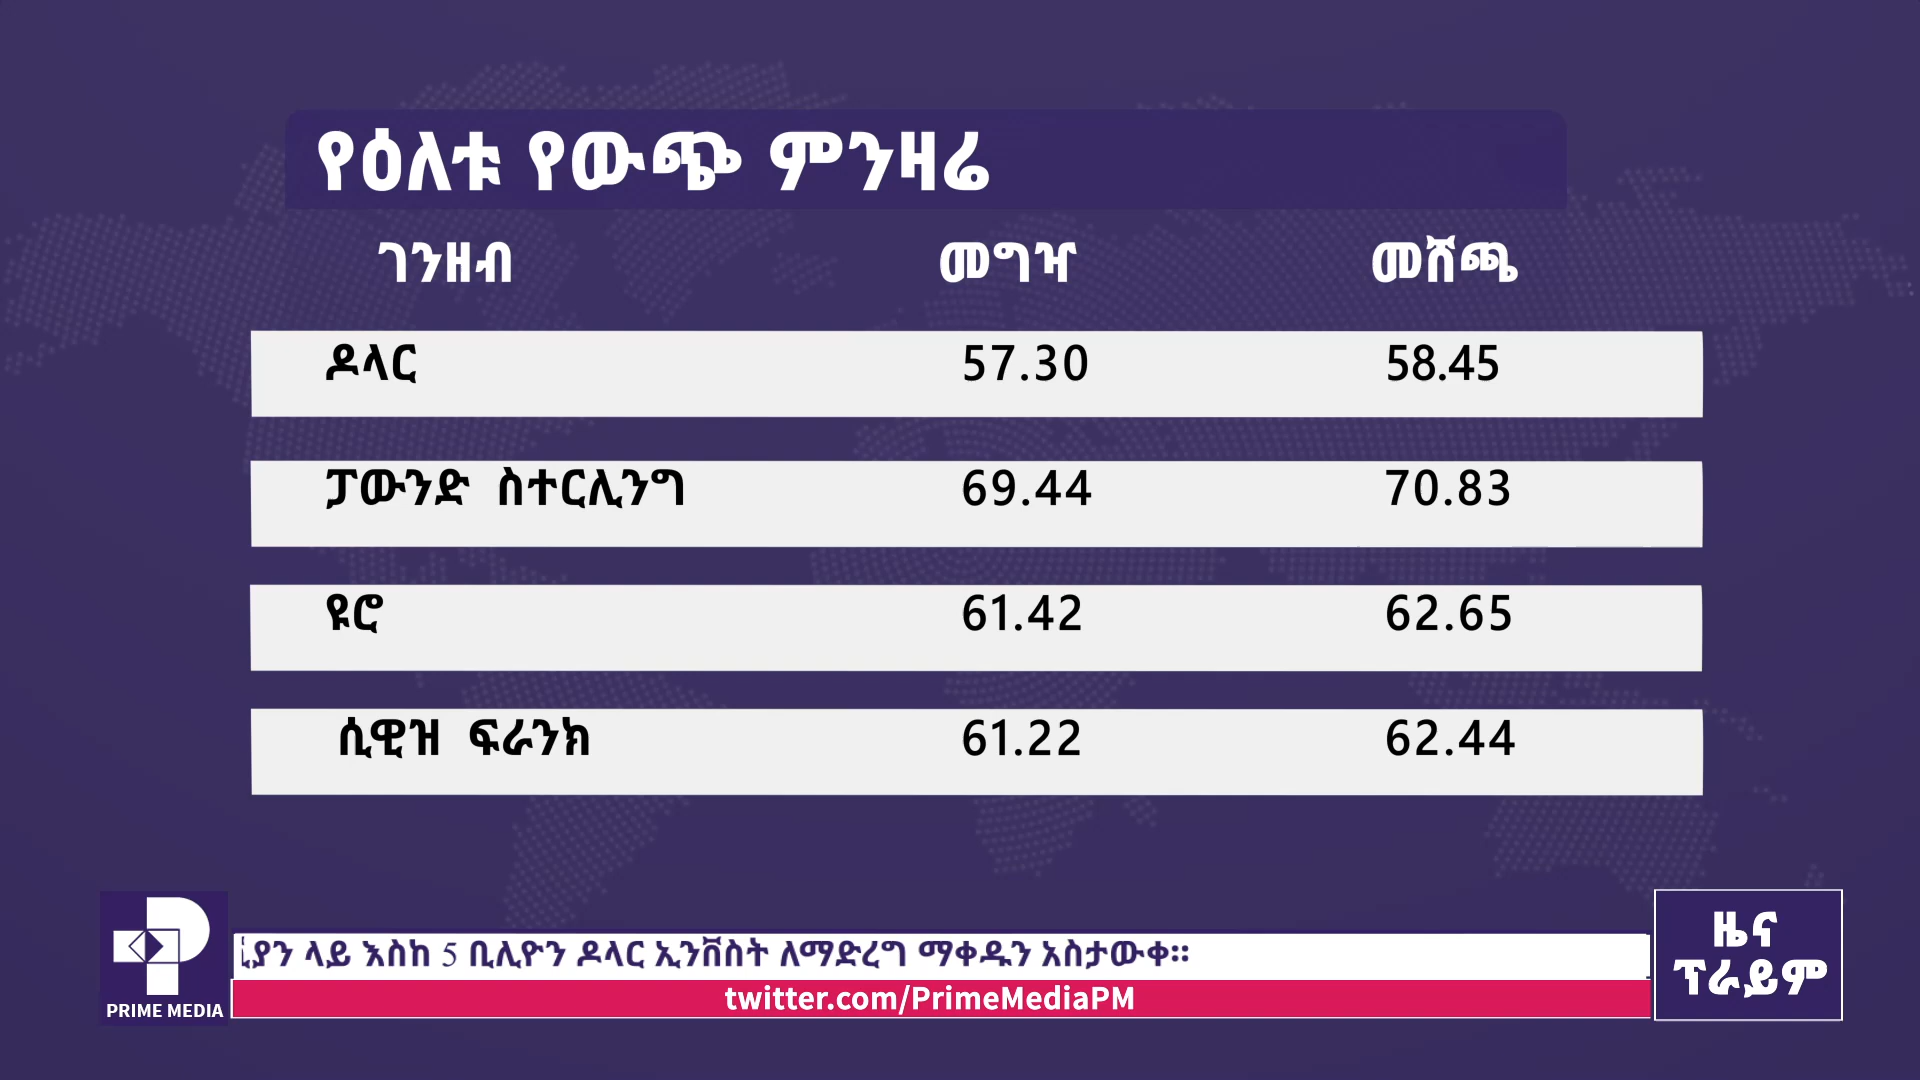 የዕለቱ የውጭ ምንዛሬ
ገንዘብ መግዣ መሸጫ
ዶላር 57.30 58.45
ፓውንድ ስተርሊንግ 69.44 70.83
ዩሮ 61.42 62.65
ሲዊዝ ፍራንክ 61.22 62.44
ላይ እስከ 5 ቢሊዮን ዶላር ኢንቨስት ለማድረግ ማቀዱን አስታውቀ።
twitter.com/PrimeMediaPM
PRIME MEDIA
ዜና
ፕራይም